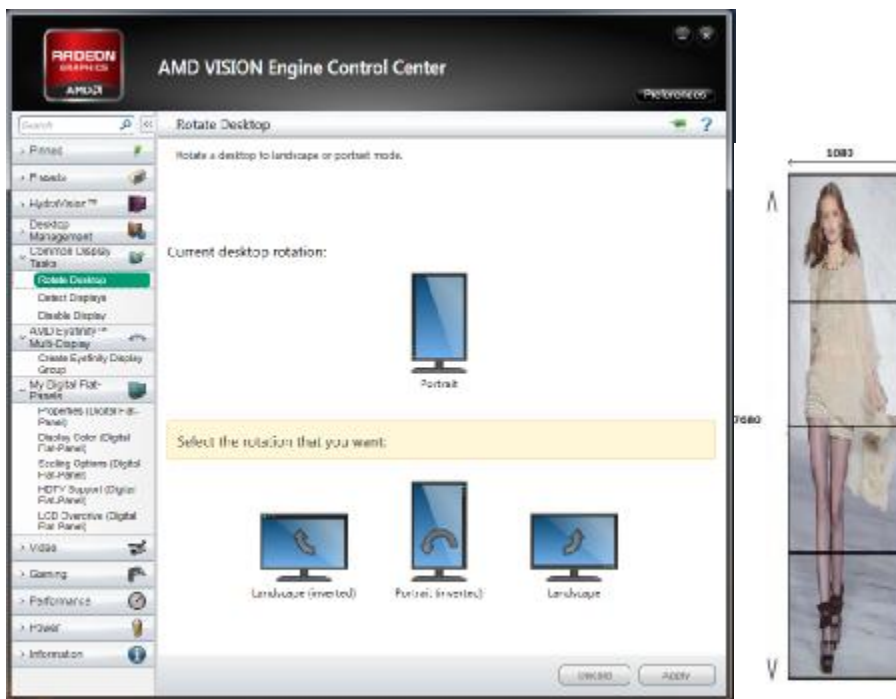 RADEON
GRAPHICS
AMD
AMD VISION Engine Control Center
Preferences
Search
Rotate Desktop
Pinned
Rotate a desktop to landscape or portrait mode.
Presets
HydraVision™
Desktop
Management
Common Display
Tasks
Current desktop rotation:
Rotate Desktop
Detect Displays
Disable Display
AMD Eyefinity™
Multi-Display
Create Eyefinity Display
Group
My Digital Flat-
Panels
Portrait
Properties (Digital Flat-
Panel)
Display Color (Digital
Flat-Panel)
Select the rotation that you want:
Scaling Options (Digital
Flat-Panel)
HDTV Support (Digital
Flat-Panel)
LCD Overdrive (Digital
Flat Panel)
Video
Gaming
Performance
Power
Information
Landscape (inverted)
Portrait (inverted)
Landscape
Discard
Apply
1080
7680